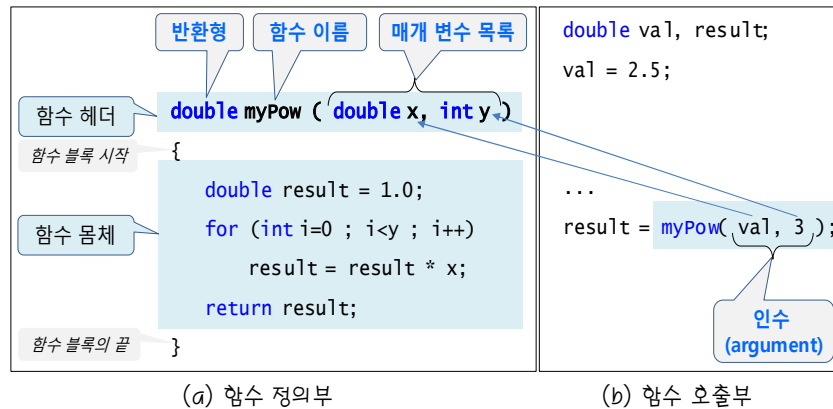 반환형 함수 이름 매개 변수 목록
함수 헤더 double myPow ( double x, int y )
함수 블록 시작 {
double result = 1.0;
함수 몸체 for (int i=0 ; i<y ; i++)
result = result * x;
return result;
함수 블록의 끝 }
(a) 함수 정의부
double val, result;
val = 2.5;
...
result = myPow( val, 3 );
인수
(argument)
(b) 함수 호출부